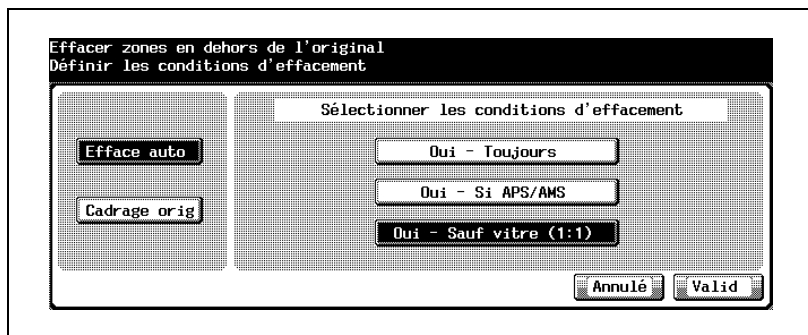 Effacer zones en dehors de l'original
Définir les conditions d'effacement
Sélectionner les conditions d'effacement
Efface auto
Oui - Toujours
Oui - Si APS/AMS
Cadrage orig
Oui - Sauf vitre (1:1)
Annulé
Valid